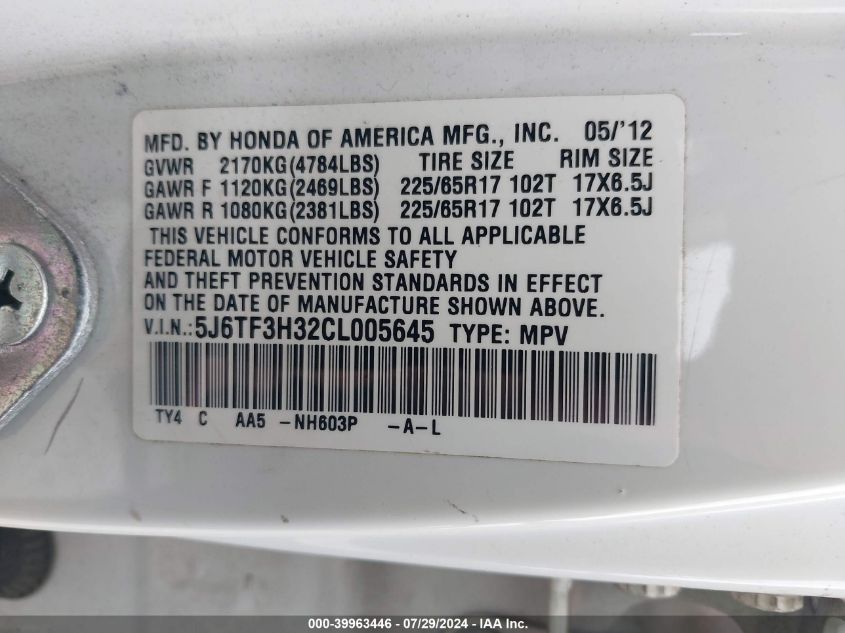 MFD. BY HONDA OF AMERICA MFG., INC. 05/'12
GVWR 2170KG(4784LBS) TIRE SIZE RIM SIZE
GAWR F 1120KG(2469LBS) 225/65R17 102T 17X6.5J
GAWR R 1080KG(2381LBS) 225/65R17 102T 17X6.5J
THIS VEHICLE CONFORMS TO ALL APPLICABLE
FEDERAL MOTOR VEHICLE SAFETY
AND THEFT PREVENTION STANDARDS IN EFFECT
ON THE DATE OF MANUFACTURE SHOWN ABOVE.
V.I.N.:5J6TF3H32CL005645 TYPE: MPV
TY4 C AA5 -NH603P -A-L
000-39963446 - 07/29/2024 - IAA Inc.